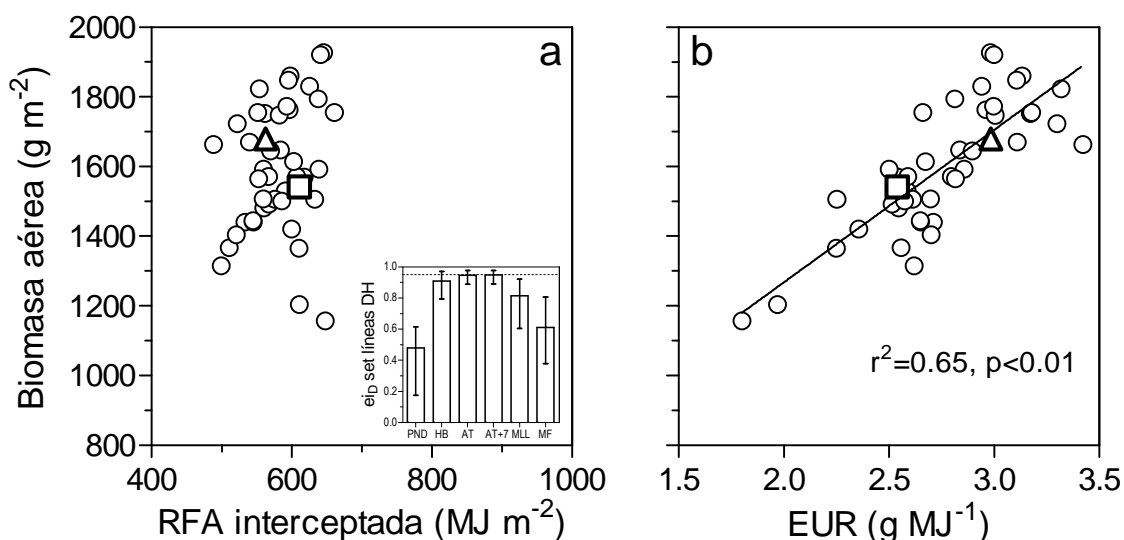 a
b
Biomasa aérea (g m⁻²)
2000
1800
1600
1400
1200
1000
800
400
600
800
1000
RFA interceptada (MJ m⁻²)
ei_D set líneas DH
1.0
0.8
0.6
0.4
0.2
0.0
PND HB AT AT+7 MLL MF
r²=0.65, p<0.01
1.5
2.0
2.5
3.0
3.5
EUR (g MJ⁻¹)